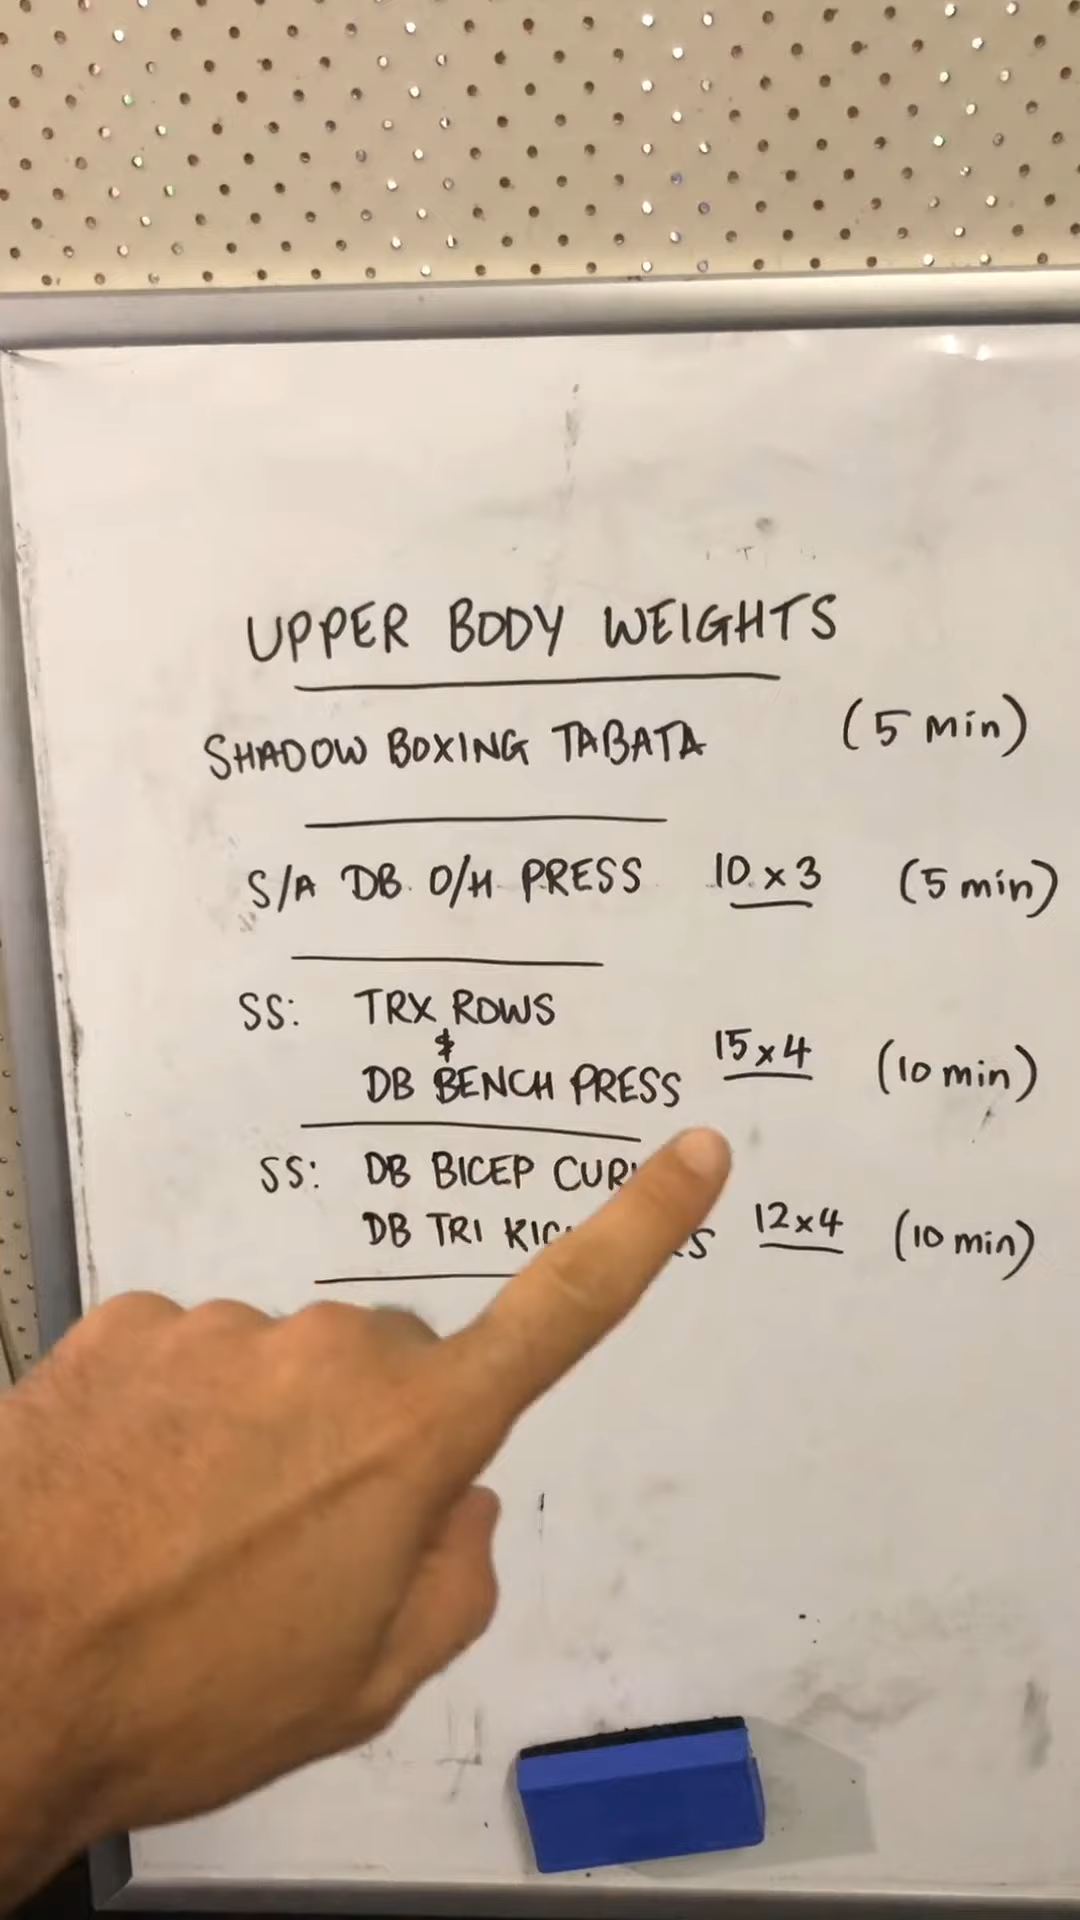 UPPER BODY WEIGHTS
SHADOW BOXING TABATA (5 min)
S/A DB O/H PRESS 10 x 3 (5 min)
SS: TRX ROWS
&
DB BENCH PRESS 15 x 4 (10 min)
SS: DB BICEP
DB TRI 12 x 4 (10 min)